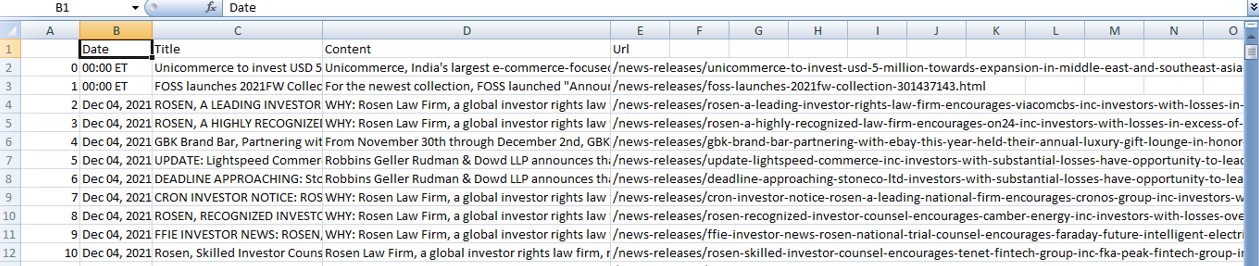 B1 fx Date
A B C D E F G H I J K L M N O
1 Date Title Content Url
2 0 00:00 ET Unicommerce to invest USD 5 Unicommerce, India's largest e-commerce-focused /news-releases/unicommerce-to-invest-usd-5-million-towards-expansion-in-middle-east-and-southeast-asia
3 1 00:00 ET FOSS launches 2021FW Collec For the newest collection, FOSS launched "Annou /news-releases/foss-launches-2021fw-collection-301437143.html
4 2 Dec 04, 2021 ROSEN, A LEADING INVESTOR WHY: Rosen Law Firm, a global investor rights law /news-releases/rosen-a-leading-investor-rights-law-firm-encourages-viacomcbs-inc-investors-with-losses-in-
5 3 Dec 04, 2021 ROSEN, A HIGHLY RECOGNIZE WHY: Rosen Law Firm, a global investor rights law /news-releases/rosen-a-highly-recognized-law-firm-encourages-on24-inc-investors-with-losses-in-excess-of-
6 4 Dec 04, 2021 GBK Brand Bar, Partnering wit From November 30th through December 2nd, GBK /news-releases/gbk-brand-bar-partnering-with-ebay-this-year-held-their-annual-luxury-gift-lounge-in-honor
7 5 Dec 04, 2021 UPDATE: Lightspeed Commer Robbins Geller Rudman & Dowd LLP announces tha /news-releases/update-lightspeed-commerce-inc-investors-with-substantial-losses-have-opportunity-to-lea
8 6 Dec 04, 2021 DEADLINE APPROACHING: Sto Robbins Geller Rudman & Dowd LLP announces tha /news-releases/deadline-approaching-stoneco-ltd-investors-with-substantial-losses-have-opportunity-to-lea
9 7 Dec 04, 2021 CRON INVESTOR NOTICE: ROS WHY: Rosen Law Firm, a global investor rights law /news-releases/cron-investor-notice-rosen-a-leading-national-firm-encourages-cronos-group-inc-investors-w
10 8 Dec 04, 2021 ROSEN, RECOGNIZED INVESTO WHY: Rosen Law Firm, a global investor rights law /news-releases/rosen-recognized-investor-counsel-encourages-camber-energy-inc-investors-with-losses-ove
11 9 Dec 04, 2021 FFIE INVESTOR NEWS: ROSEN, WHY: Rosen Law Firm, a global investor rights law /news-releases/ffie-investor-news-rosen-national-trial-counsel-encourages-faraday-future-intelligent-electri
12 10 Dec 04, 2021 Rosen, Skilled Investor Couns Rosen Law Firm, a global investor rights law firm, r /news-releases/rosen-skilled-investor-counsel-encourages-tenet-fintech-group-inc-fka-peak-fintech-group-i